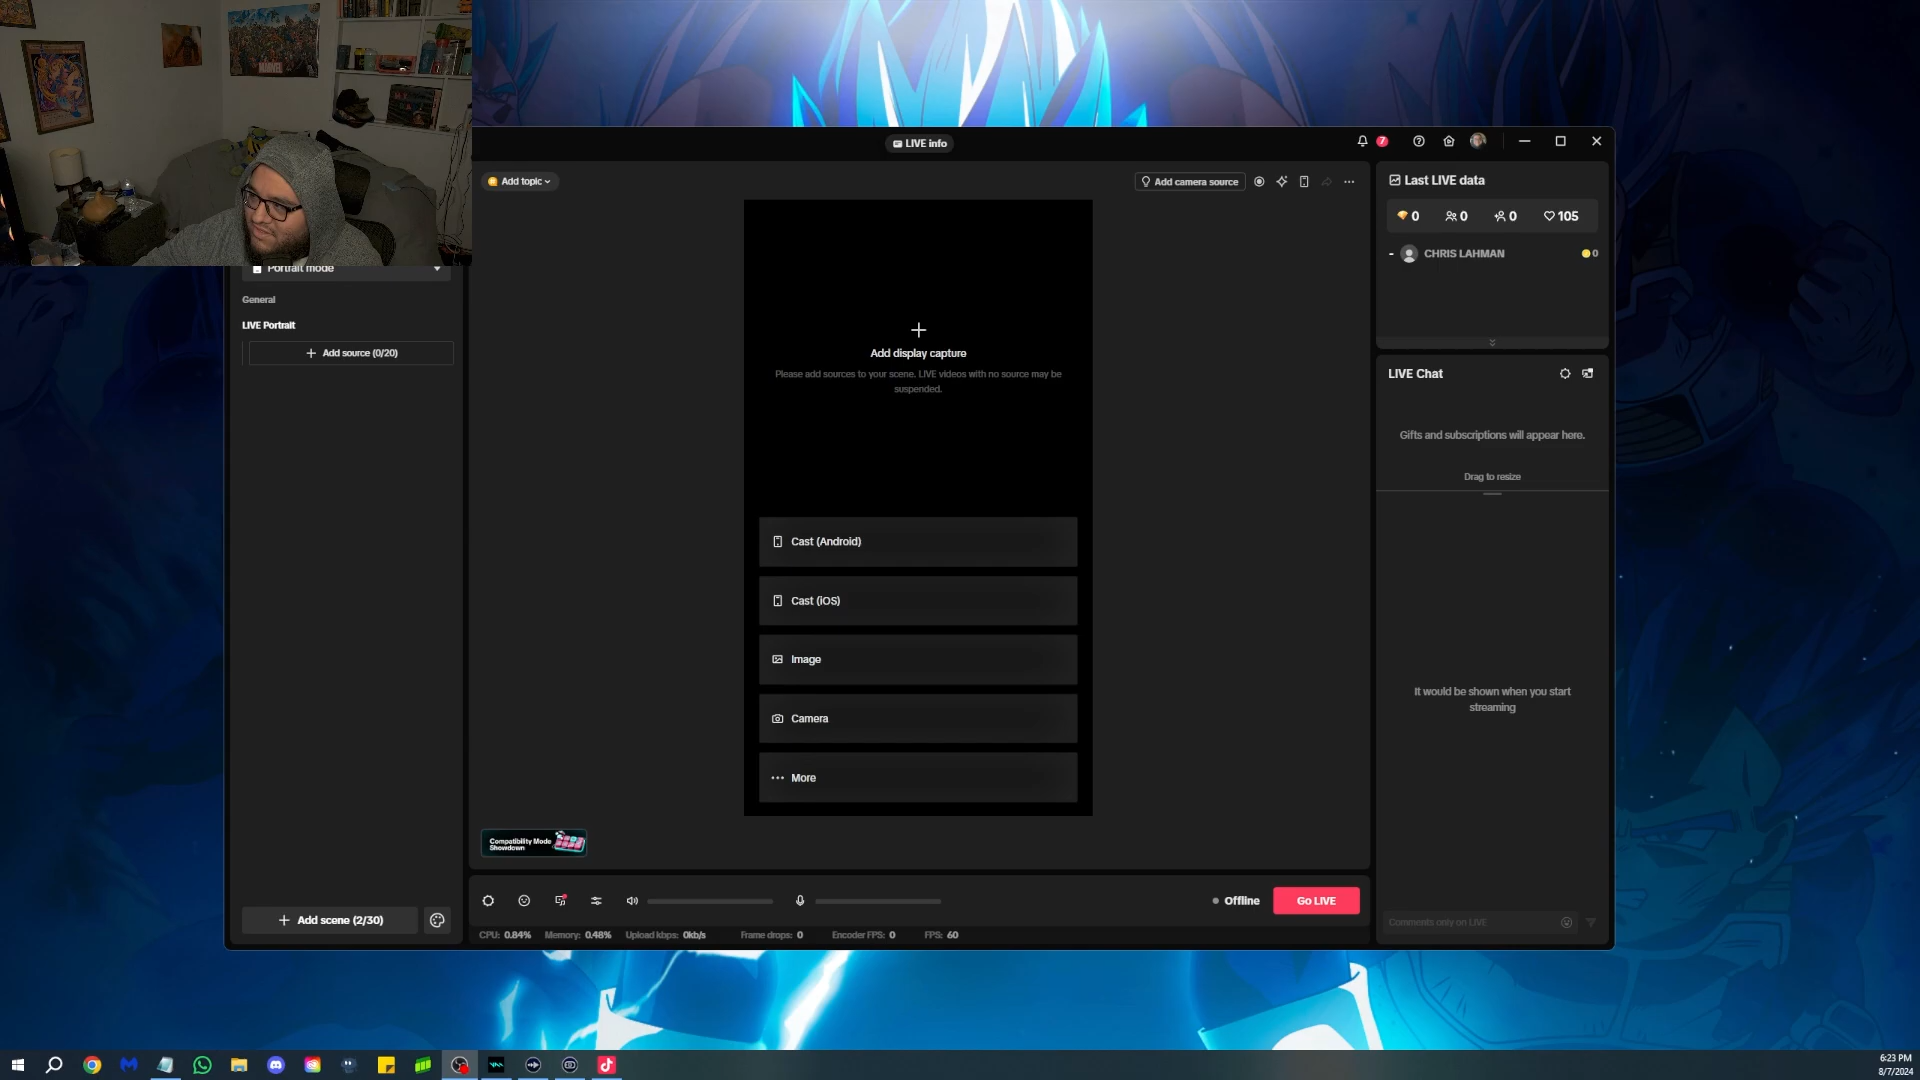 MARVEL
LIVE info
7
Add topic
Add camera source
Last LIVE data
0
0
0
105
- CHRIS LAHMAN
0
Portrait mode
General
LIVE Portrait
Add source (0/20)
Add display capture
Please add sources to your scene. LIVE videos with no source may be
suspended.
LIVE Chat
Gifts and subscriptions will appear here.
Drag to resize
Cast (Android)
Cast (iOS)
Image
Camera
More
It would be shown when you start
streaming
Compatibility Mode
Showdown
Add scene (2/30)
Offline
Go LIVE
Comments only on LIVE
CPU: 0.84%
Memory: 0.48%
Upload kbps: 0kb/s
Frame drops: 0
Encoder FPS: 0
FPS: 60
6:23 PM
8/7/2024